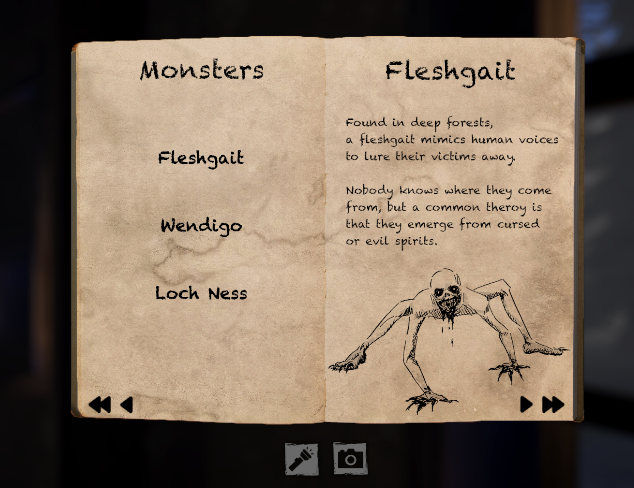 Monsters
Fleshgait
Wendigo
Loch Ness
Fleshgait
Found in deep forests,
a fleshgait mimics human voices
to lure their victims away.
Nobody knows where they come
from, but a common theroy is
that they emerge from cursed
or evil spirits.